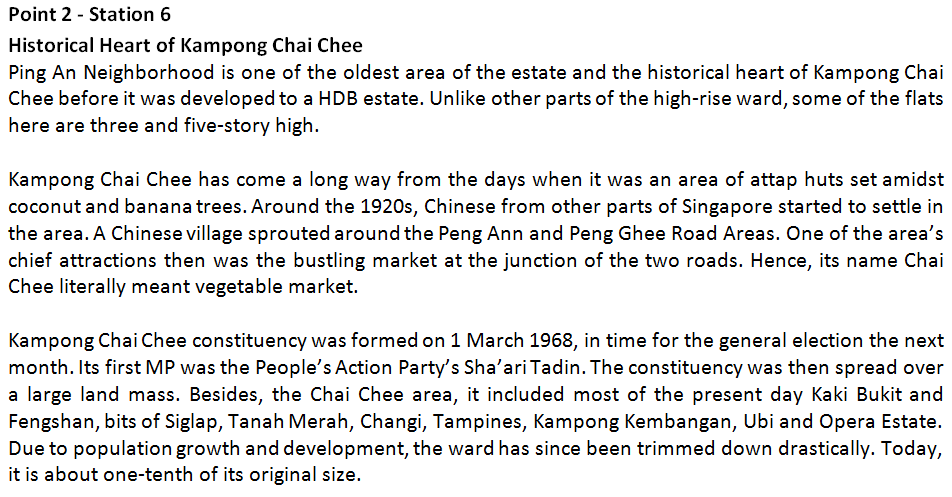 Point 2 - Station 6
Historical Heart of Kampong Chai Chee
Ping An Neighborhood is one of the oldest area of the estate and the historical heart of Kampong Chai
Chee before it was developed to a HDB estate. Unlike other parts of the high-rise ward, some of the flats
here are three and five-story high.
Kampong Chai Chee has come a long way from the days when it was an area of attap huts set amidst
coconut and banana trees. Around the 1920s, Chinese from other parts of Singapore started to settle in
the area. A Chinese village sprouted around the Peng Ann and Peng Ghee Road Areas. One of the area’s
chief attractions then was the bustling market at the junction of the two roads. Hence, its name Chai
Chee literally meant vegetable market.
Kampong Chai Chee constituency was formed on 1 March 1968, in time for the general election the next
month. Its first MP was the People’s Action Party’s Sha’ari Tadin. The constituency was then spread over
a large land mass. Besides, the Chai Chee area, it included most of the present day Kaki Bukit and
Fengshan, bits of Siglap, Tanah Merah, Changi, Tampines, Kampong Kembangan, Ubi and Opera Estate.
Due to population growth and development, the ward has since been trimmed down drastically. Today,
it is about one-tenth of its original size.